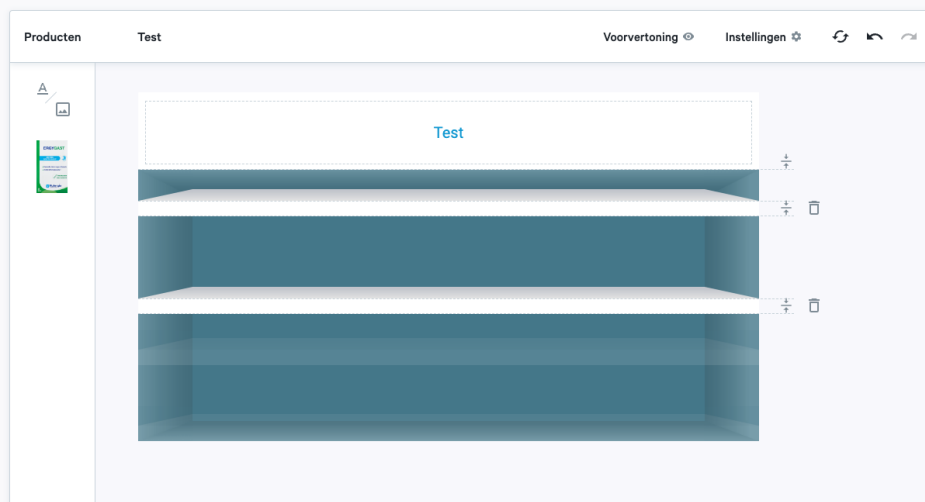 Producten
Test
Voorvertoning
Instellingen
A
Test